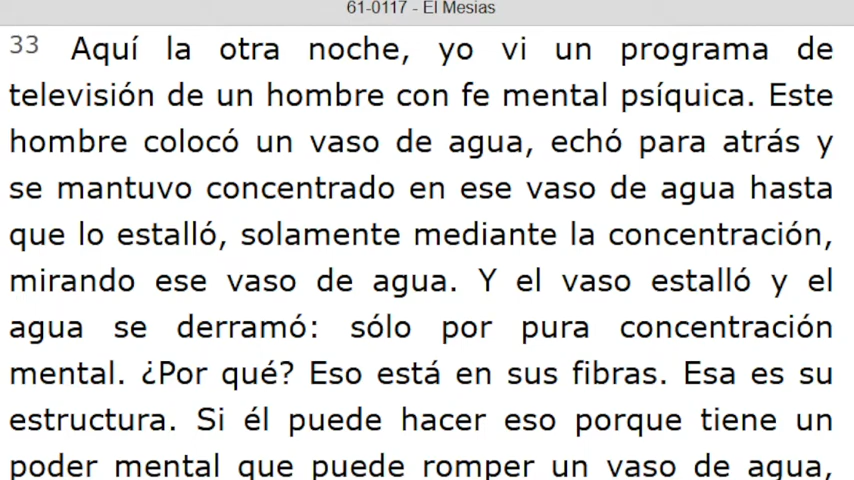 61-0117 - El Mesias
33 Aquí la otra noche, yo vi un programa de
televisión de un hombre con fe mental psíquica. Este
hombre colocó un vaso de agua, echó para atrás y
se mantuvo concentrado en ese vaso de agua hasta
que lo estalló, solamente mediante la concentración,
mirando ese vaso de agua. Y el vaso estalló y el
agua se derramó: sólo por pura concentración
mental. ¿Por qué? Eso está en sus fibras. Esa es su
estructura. Si él puede hacer eso porque tiene un
poder mental que puede romper un vaso de agua,